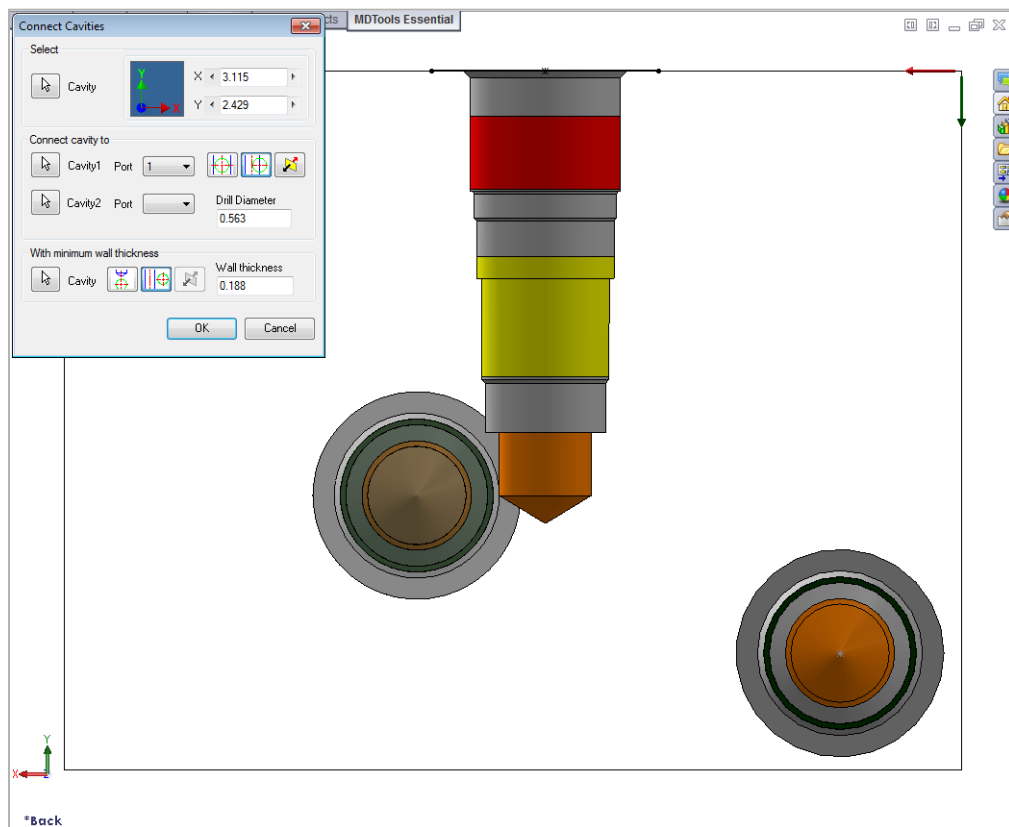 Connect Cavities
cts
MDTools Essential
Select
Cavity
Y
X
X 3.115
Y 2.429
Connect cavity to
Cavity1 Port 1
Cavity2 Port
Drill Diameter
0.563
With minimum wall thickness
Cavity
Wall thickness
0.188
OK Cancel
Y
X
*Back